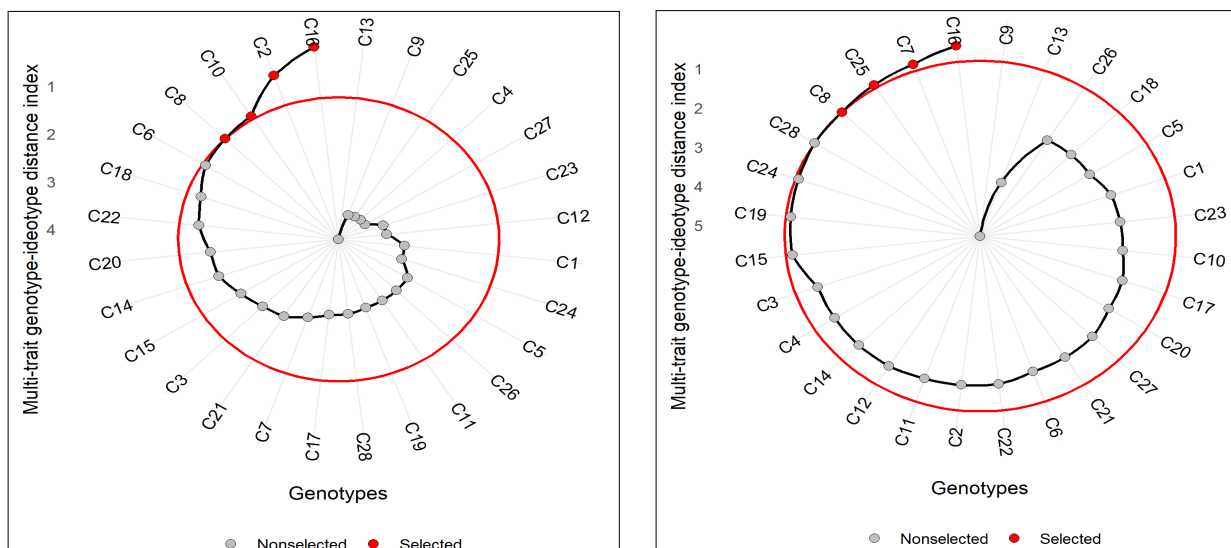 Multi-trait genotype-ideotype distance index
1
2
3
4
C16
C13
C9
C25
C4
C27
C23
C12
C1
C24
C5
C26
C11
C19
C28
C17
C7
C21
C3
C15
C14
C20
C22
C18
C6
C8
C10
C2
Genotypes
Nonselected
Selected
Multi-trait genotype-ideotype distance index
1
2
3
4
5
C16
C9
C13
C26
C18
C5
C1
C23
C10
C17
C20
C27
C21
C6
C22
C2
C11
C12
C14
C4
C3
C15
C19
C24
C28
C8
C25
C7
Genotypes
Nonselected
Selected